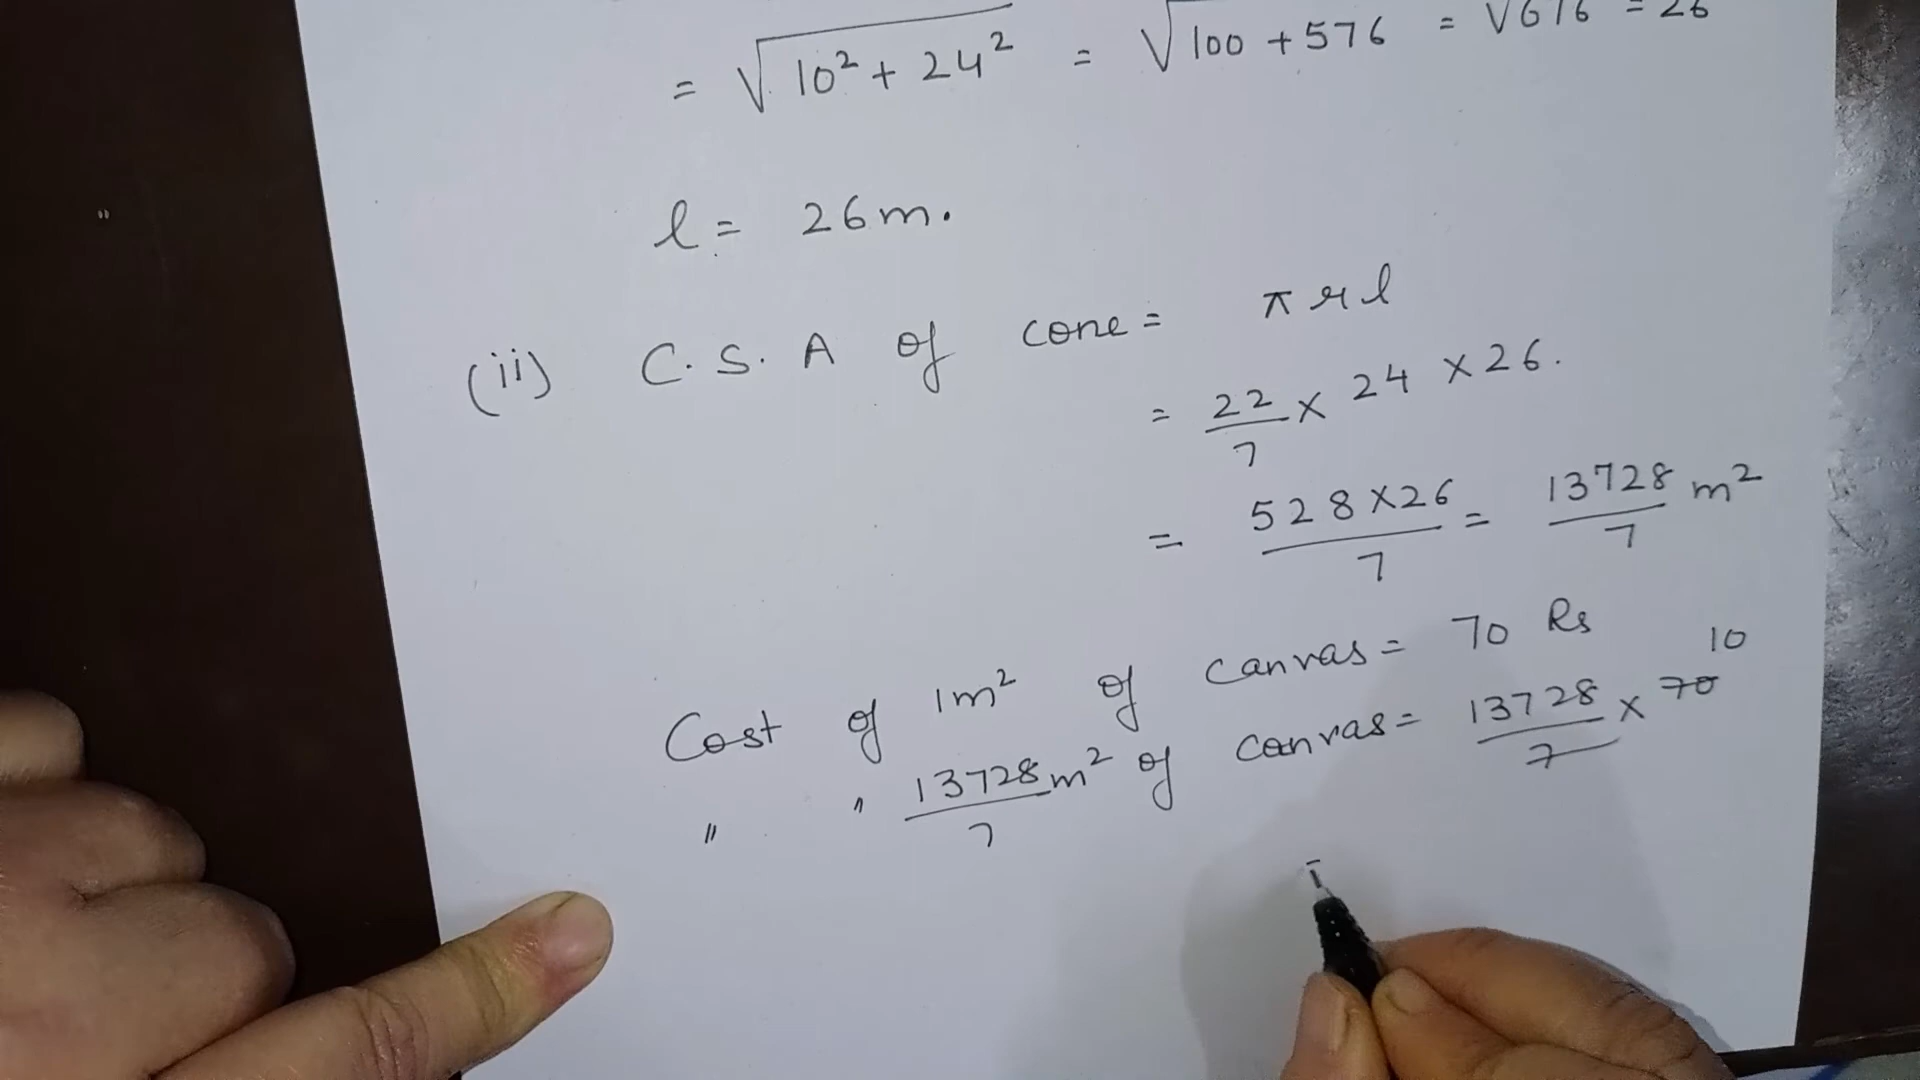 = √10² + 24² = √100 + 576 = √676 = 26
l = 26m.
(ii) C.S.A of cone = πrl
= 22/7 × 24 × 26.
= 528×26/7 = 13728/7 m²
Cost of 1m² of canvas = 70 Rs
" " 13728/7 m² of canvas = 13728/7 × 70 10